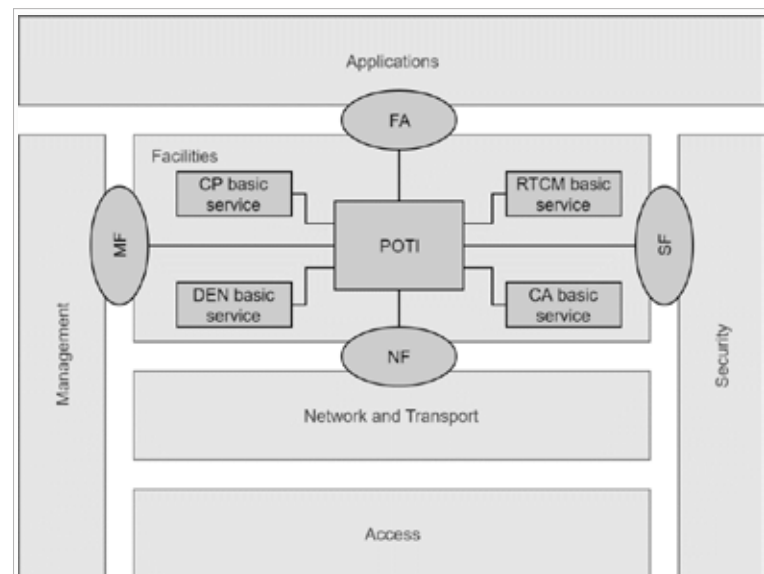 Applications
FA
Facilities
CP basic
service
RTCM basic
service
MF
POTI
SF
DEN basic
service
CA basic
service
NF
Management
Security
Network and Transport
Access